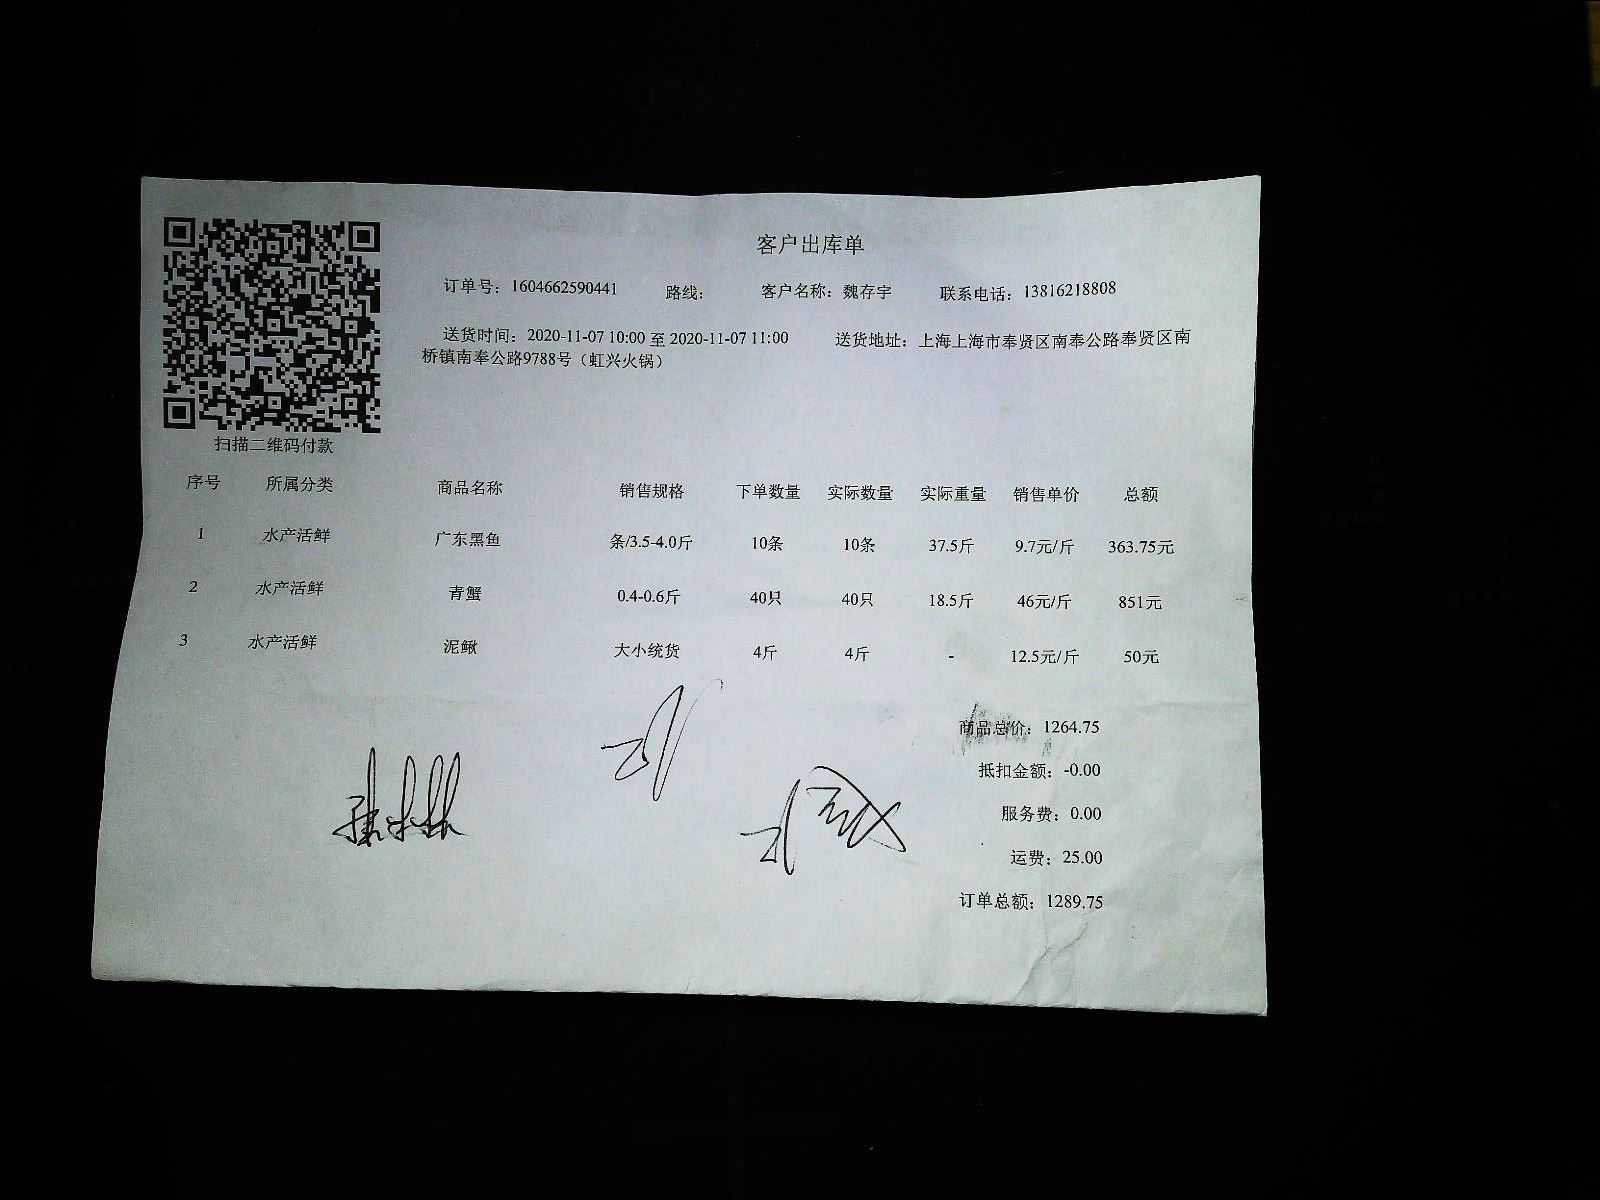 客户出库单
订单号：1604662590441 路线： 客户名称：魏存宇 联系电话：13816218808
送货时间：2020-11-07 10:00 至 2020-11-07 11:00 送货地址：上海上海市奉贤区南奉公路奉贤区南
桥镇南奉公路9788号（虹兴火锅）
扫描二维码付款
序号 所属分类 商品名称 销售规格 下单数量 实际数量 实际重量 销售单价 总额
1 水产活鲜 广东黑鱼 条/3.5-4.0斤 10条 10条 37.5斤 9.7元/斤 363.75元
2 水产活鲜 青蟹 0.4-0.6斤 40只 40只 18.5斤 46元/斤 851元
3 水产活鲜 泥鳅 大小统货 4斤 4斤 - 12.5元/斤 50元
商品总价：1264.75
抵扣金额：-0.00
服务费：0.00
运费：25.00
订单总额：1289.75